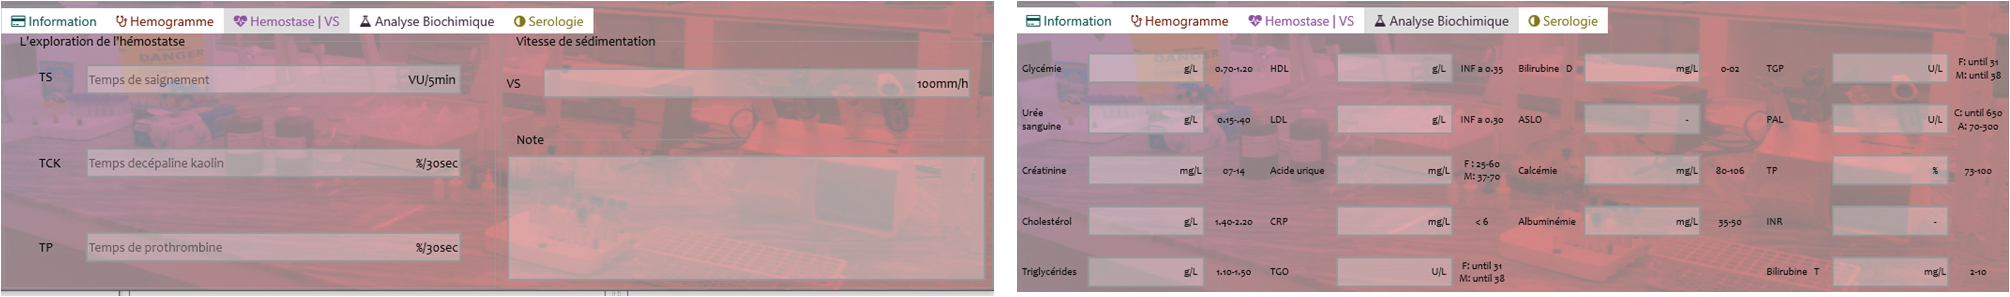 Information Hemogramme Hemostase | VS Analyse Biochimique Serologie
L'exploration de l'hémostatse
TS Temps de saignement VU/5min
TCK Temps decépaline kaolin %/30sec
TP Temps de prothrombine %/30sec
Vitesse de sédimentation
VS 100mm/h
Note
Information Hemogramme Hemostase | VS Analyse Biochimique Serologie
Glycémie g/L 0.70-1.20 HDL g/L INF a 0.35 Bilirubine D mg/L 0-02 TGP U/L F: until 31
M: until 38
Urée
sanguine g/L 0.15-.40 LDL g/L INF a 0.30 ASLO - PAL U/L C: until 650
A: 70-300
Créatinine mg/L 07-14 Acide urique mg/L F : 25-60
M: 37-70
Calcémie mg/L 80-106 TP % 73-100
Cholestérol g/L 1.40-2.20 CRP mg/L < 6 Albuminémie mg/L 35-50 INR -
Triglycérides g/L 1.10-1.50 TGO U/L F: until 31
M: until 38
Bilirubine T mg/L 2-10